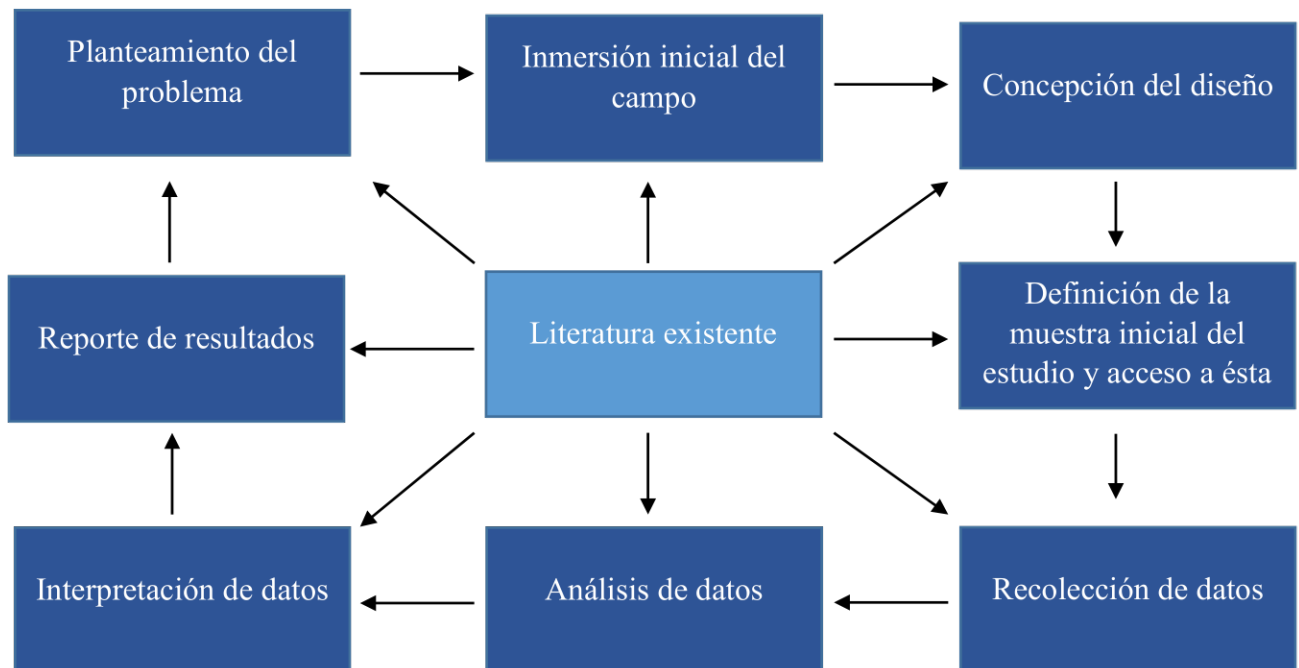 Planteamiento del
problema
Inmersión inicial del
campo
Concepción del diseño
Reporte de resultados
Literatura existente
Definición de la
muestra inicial del
estudio y acceso a ésta
Interpretación de datos
Análisis de datos
Recolección de datos